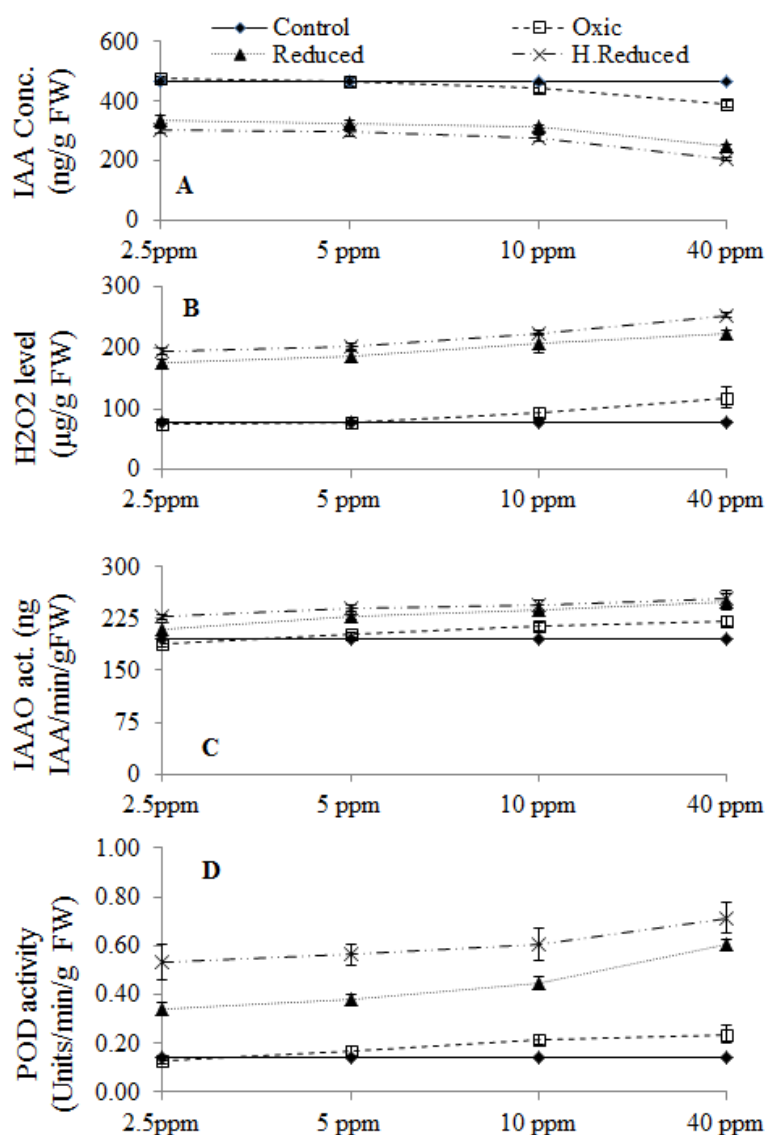 Control Oxic
Reduced H.Reduced
IAA Conc.
(ng/g FW)
600
400
200
0
A
2.5ppm 5 ppm 10 ppm 40 ppm
H2O2 level
(µg/g FW)
300
200
100
0
B
2.5ppm 5 ppm 10 ppm 40 ppm
IAAO act. (ng
IAA/min/gFW)
300
225
150
75
0
C
2.5ppm 5 ppm 10 ppm 40 ppm
POD activity
(Units/min/g FW)
1.00
0.80
0.60
0.40
0.20
0.00
D
2.5ppm 5 ppm 10 ppm 40 ppm